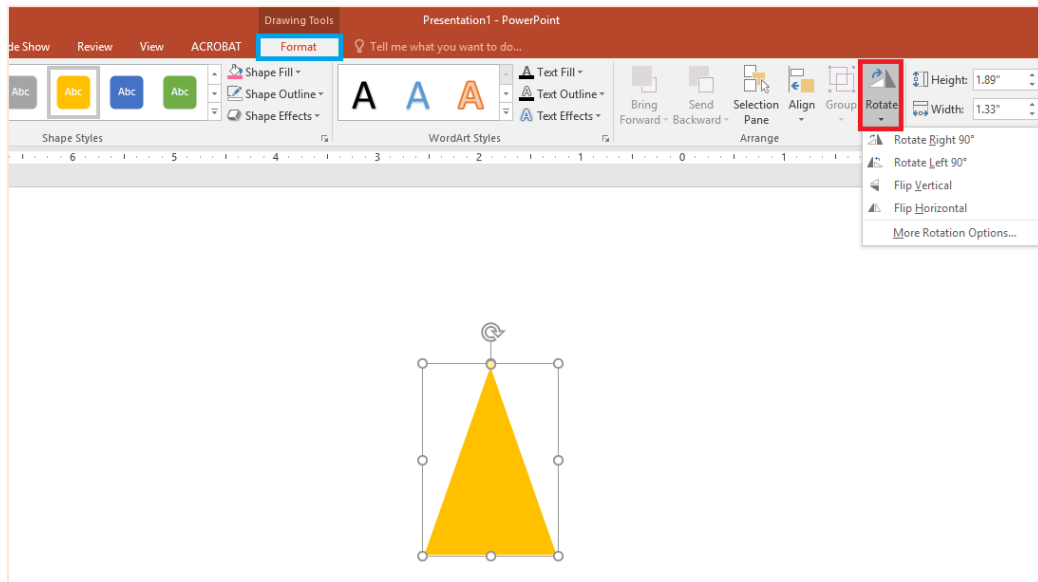 Drawing Tools
Presentation1 - PowerPoint
de Show Review View ACROBAT Format Tell me what you want to do...
Abc Abc Abc Abc
Shape Fill
Shape Outline
Shape Effects
Shape Styles
A A A
A Text Fill
A Text Outline
A Text Effects
WordArt Styles
Bring Forward
Send Backward
Selection Pane
Align
Group
Rotate
Arrange
Height: 1.89"
Width: 1.33"
Rotate Right 90°
Rotate Left 90°
Flip Vertical
Flip Horizontal
More Rotation Options...
6 5 4 3 2 1 0 1